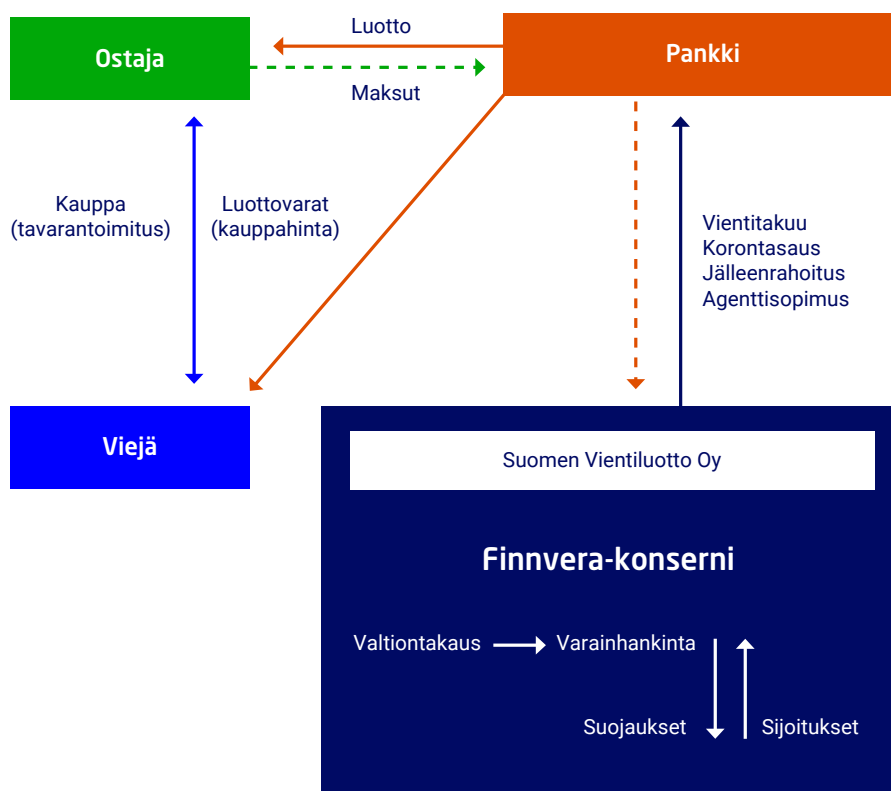 Luotto
Ostaja
Pankki
Maksut
Kauppa
(tavarantoimitus)
Luottovarat
(kauppahinta)
Vientitakuu
Korontasaus
Jälleenrahoitus
Agenttisopimus
Viejä
Suomen Vientiluotto Oy
Finnvera-konserni
Valtiontakaus
Varainhankinta
Suojaukset
Sijoitukset